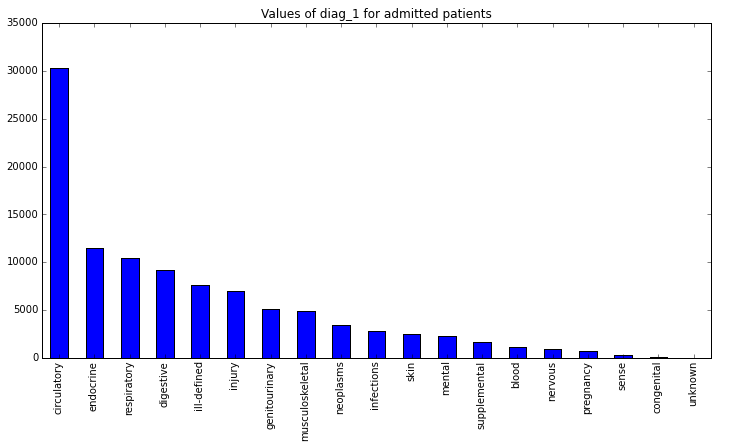 Values of diag_1 for admitted patients
35000
30000
25000
20000
15000
10000
5000
0
circulatory
endocrine
respiratory
digestive
ill-defined
injury
genitourinary
musculoskeletal
neoplasms
infections
skin
mental
supplemental
blood
nervous
pregnancy
sense
congenital
unknown